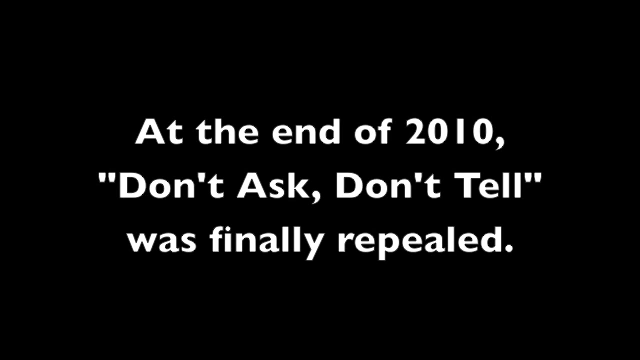 At the end of 2010,
"Don't Ask, Don't Tell"
was finally repealed.